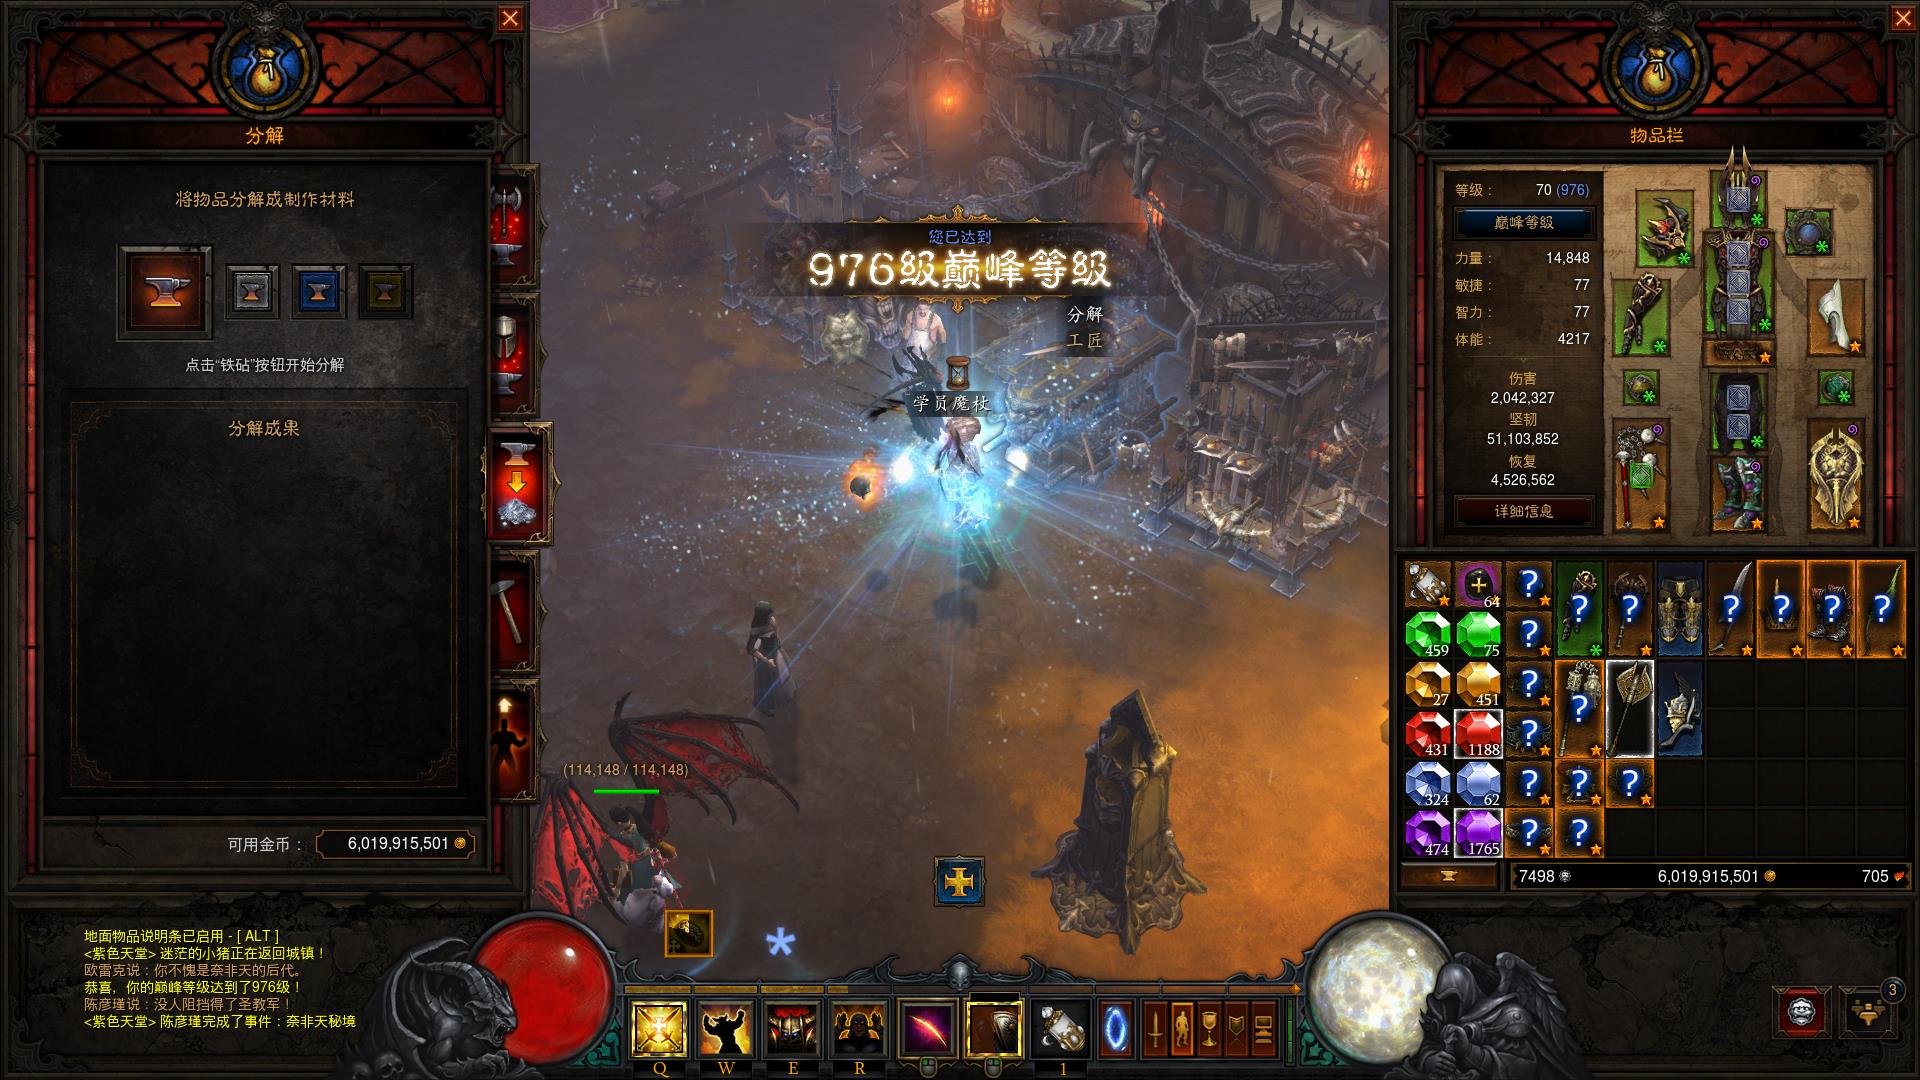 分解
将物品分解成制作材料
点击“铁砧”按钮开始分解
分解成果
可用金币：
6,019,915,501
地面物品说明条已启用 - [ ALT ]
<紫色天堂> 迷茫的小猪正在返回城镇！
欧雷克说：你不愧是奈非天的后代。
恭喜，你的巅峰等级达到了976级！
陈彦瑾说：没人阻挡得了圣教军！
<紫色天堂> 陈彦瑾完成了事件：奈非天秘境
您已达到
976级巅峰等级
分解
工匠
学员魔杖
(114,148 / 114,148)
Q
W
E
R
1
物品栏
等级：
70 (976)
巅峰等级
力量：
14,848
敏捷：
77
智力：
77
体能：
4217
伤害
2,042,327
坚韧
51,103,852
恢复
4,526,562
详细信息
64
? ? ? ? ? ? ?
459
75
?
27
451
?
?
431
1188
?
324
62
? ? ?
474
1765
? ?
7498
6,019,915,501
705
3